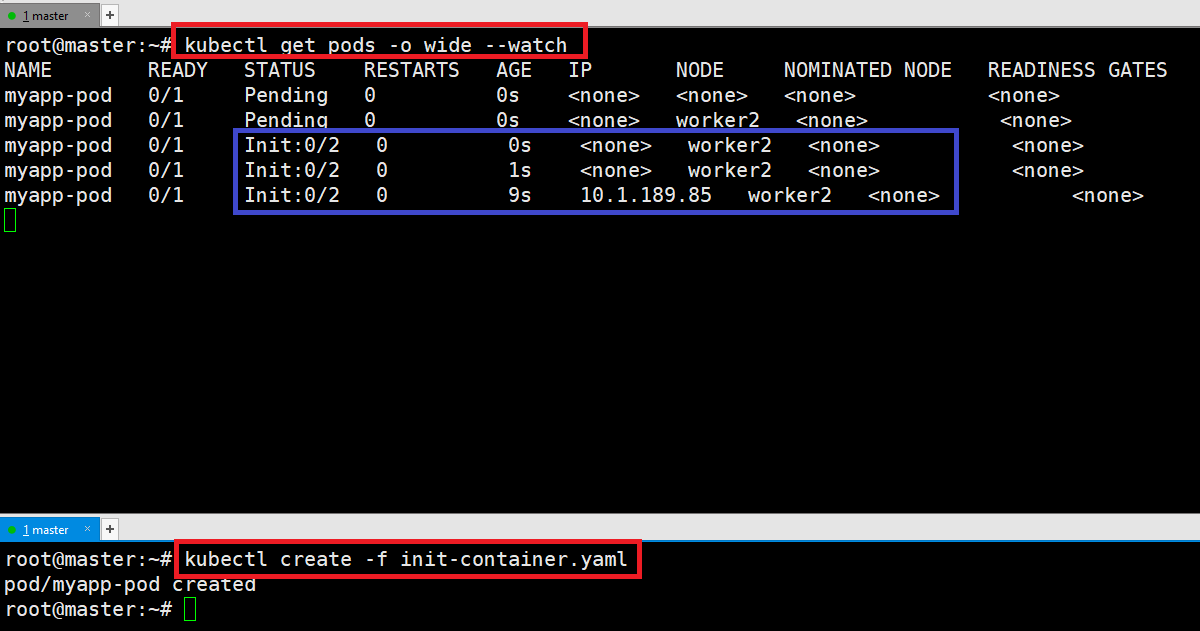 1 master × +
root@master:~# kubectl get pods -o wide --watch
NAME READY STATUS RESTARTS AGE IP NODE NOMINATED NODE READINESS GATES
myapp-pod 0/1 Pending 0 0s <none> <none> <none> <none>
myapp-pod 0/1 Pending 0 0s <none> worker2 <none> <none>
myapp-pod 0/1 Init:0/2 0 0s <none> worker2 <none> <none>
myapp-pod 0/1 Init:0/2 0 1s <none> worker2 <none> <none>
myapp-pod 0/1 Init:0/2 0 9s 10.1.189.85 worker2 <none> <none>
1 master × +
root@master:~# kubectl create -f init-container.yaml
pod/myapp-pod created
root@master:~#